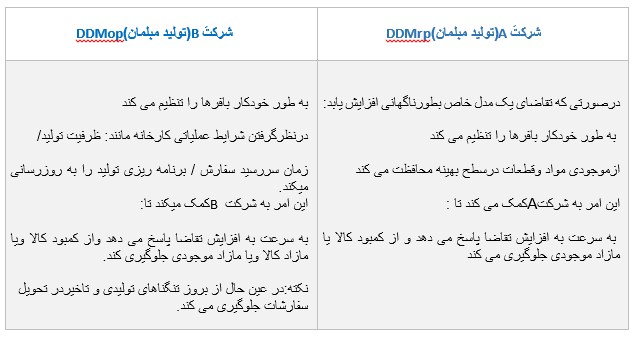 شرکت A(تولید مبلمان)DDMrp
درصورتی که تقاضای یک مدل خاص بطورناگهانی افزایش یابد:
به طور خودکار بافرها را تنظیم می کند
ازموجودی مواد وقطعات درسطح بهینه محافظت می کند
این امر به شرکتAکمک می کند تا :
به سرعت به افزایش تقاضا پاسخ می دهد و از کمبود کالا یا
مازاد موجودی جلوگیری می کند
شرکت B(تولید مبلمان)DDMop
به طور خودکار بافرها را تنظیم می کند
درنظرگرفتن شرایط عملیاتی کارخانه مانند: ظرفیت تولید/
زمان سررسید سفارش / برنامه ریزی تولید را به روزرسانی
میکند.
این امر به شرکت Bکمک میکند تا:
به سرعت به افزایش تقاضا پاسخ می دهد واز کمبود کالا ویا
مازاد کالا ویا مازاد موجودی جلوگیری کند.
نکته:در عین حال از بروز تنگناهای تولیدی و تاخیردر تحویل
سفارشات جلوگیری می کند.